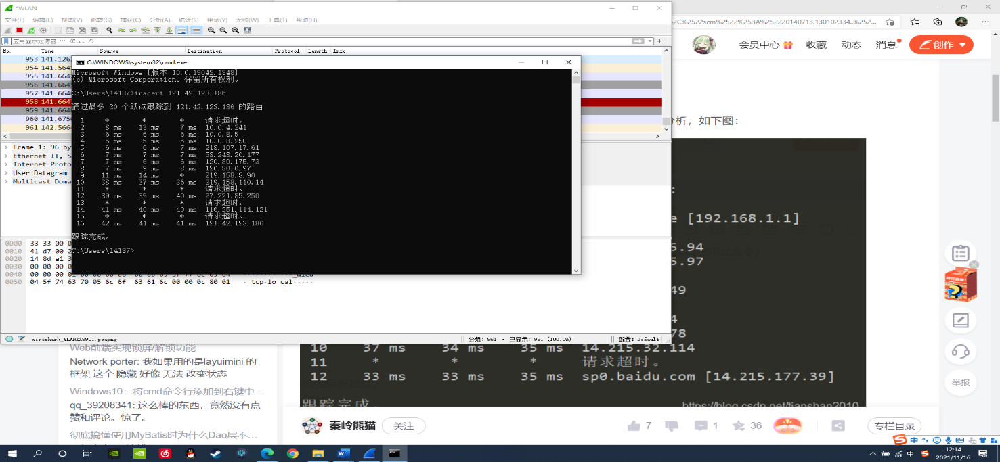 *WLAN
文件(F) 编辑(E) 视图(V) 跳转(G) 捕获(C) 分析(A) 统计(S) 电话(Y) 无线(W) 工具(T) 帮助(H)
应用显示过滤器 … <Ctrl-/>
No. Time Source Destination Protocol Length Info
953 141.126
954 141.564
955 141.664
956 141.664
957 141.664
958 141.664
959 141.664
960 141.675
961 142.566
Frame 1: 96 by
Ethernet II, S
Internet Proto
User Datagram
Multicast Doma
0000 33 33 00 0
0010 41 d7 00 2
0020 14 8d a1 3
0030 00 00 00 0
0040
0050 04 5f 74 63 70 05 6c 6f 63 61 6c 00 00 0c 80 01 ·_tcp·lo cal·····
wireshark_WLANZX89C1.pcapng 分组: 961 · 已显示: 961 (100.0%) 配置: Default
C:\WINDOWS\system32\cmd.exe
Microsoft Windows [版本 10.0.19042.1348]
(c) Microsoft Corporation。保留所有权利。
C:\Users\14137>tracert 121.42.123.186
通过最多 30 个跃点跟踪到 121.42.123.186 的路由
1 * * * 请求超时。
2 8 ms 13 ms 7 ms 10.0.4.241
3 6 ms 6 ms 6 ms 10.0.8.5
4 5 ms 5 ms 5 ms 10.0.8.250
5 6 ms 6 ms 7 ms 218.107.17.61
6 7 ms 7 ms 7 ms 58.248.20.177
7 7 ms 6 ms 6 ms 120.80.175.73
8 7 ms 9 ms 8 ms 120.80.0.97
9 11 ms 14 ms * 219.158.8.90
10 38 ms 37 ms 36 ms 219.158.110.14
11 * * * 请求超时。
12 39 ms 39 ms 40 ms 27.221.85.250
13 * * * 请求超时。
14 41 ms 40 ms 40 ms 116.251.114.121
15 * * * 请求超时。
16 42 ms 41 ms 41 ms 121.42.123.186
跟踪完成。
C:\Users\14137>
2C%2522scm%2522%253A%252220140713.130102334..%252...
会员中心 收藏 动态 消息 创作
分析，如下图：
e [192.168.1.1]
5.94
5.97
49
4
78
10 37 ms 34 ms 35 ms 14.215.32.114
11 * * * 请求超时。
12 33 ms 33 ms 35 ms sp0.baidu.com [14.215.177.39]
跟踪完成。
https://blog.csdn.net/tianshan2010
Web前端实现锁屏/解锁功能
Network porter: 我如果用的是layuimini 的
框架 这个 隐藏 好像 无法 改变状态
Windows10：将cmd命令行添加到右键中…
qq_39208341: 这么棒的东西，竟然没有点
赞和评论。惊了。
彻底搞懂使用MyBatis时为什么Dao层不…
秦岭熊猫 关注 7 1 36 专栏目录
举报
中
中 12:14
2021/11/16